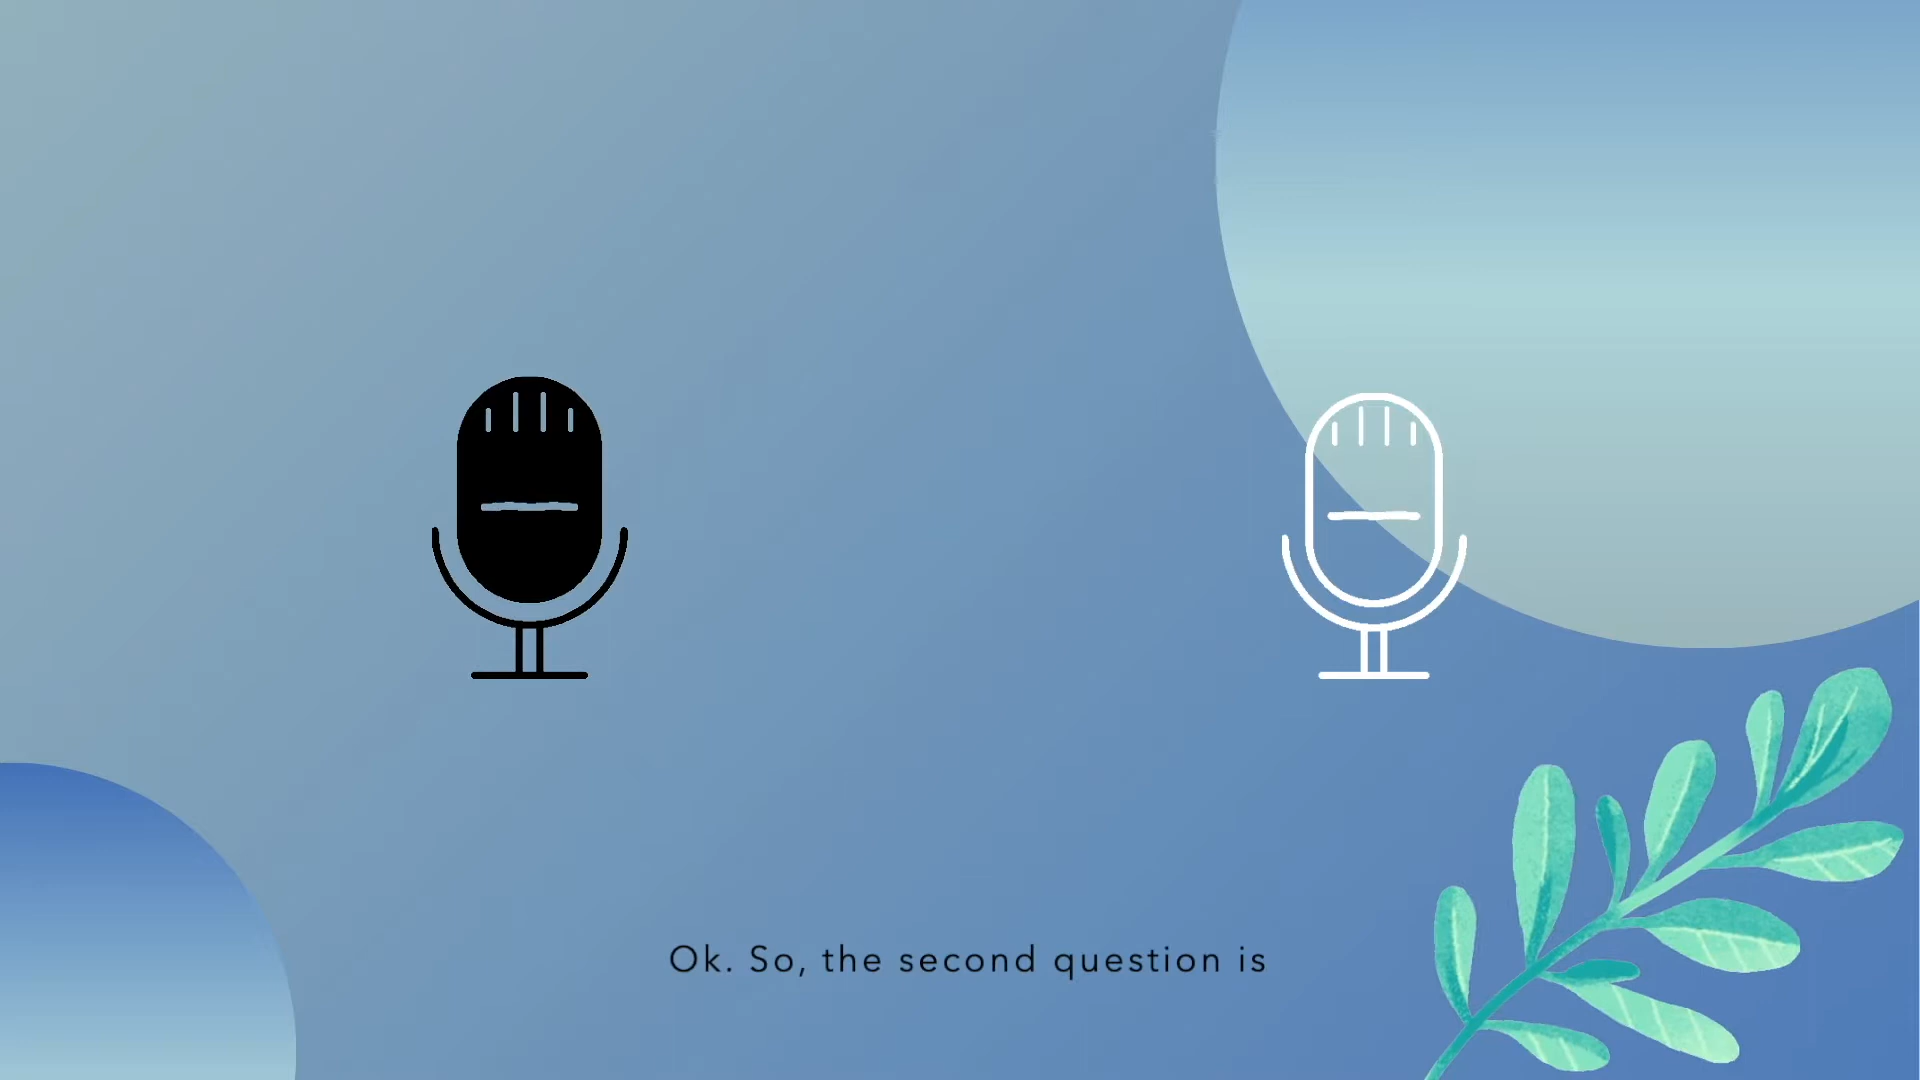 Ok. So, the second question is